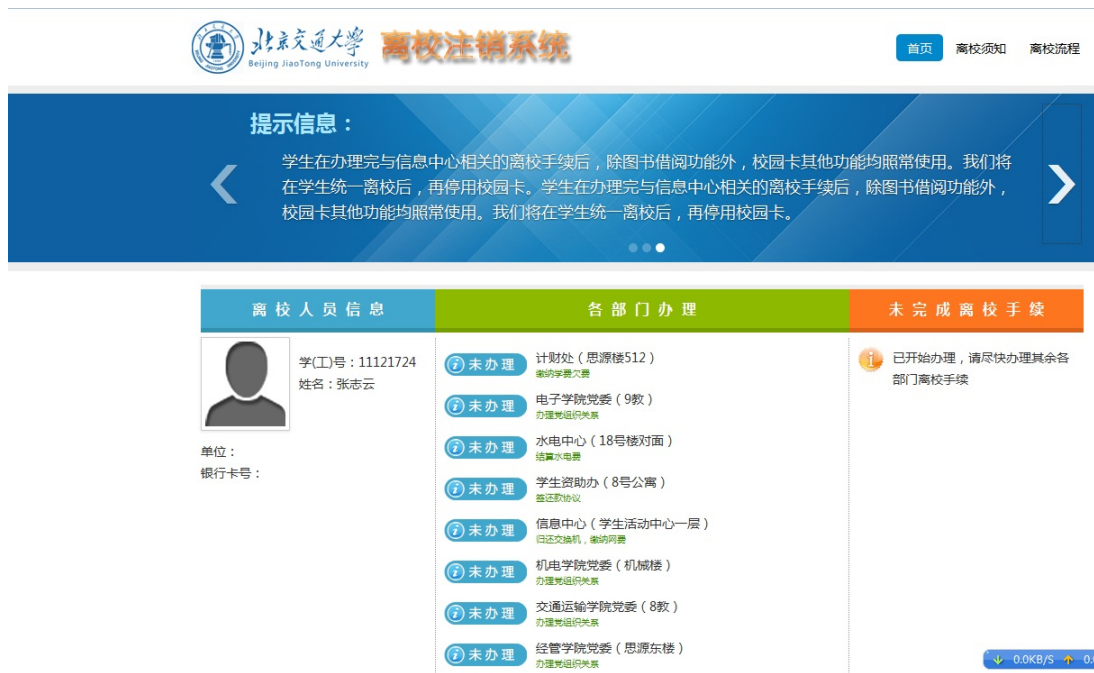 北京交通大学
Beijing JiaoTong University
离校注销系统
首页 离校须知 离校流程
提示信息：
学生在办理完与信息中心相关的离校手续后，除图书借阅功能外，校园卡其他功能均照常使用。我们将
在学生统一离校后，再停用校园卡。学生在办理完与信息中心相关的离校手续后，除图书借阅功能外，
校园卡其他功能均照常使用。我们将在学生统一离校后，再停用校园卡。
离校人员信息
学(工)号：11121724
姓名：张志云
单位：
银行卡号：
各部门办理
未办理 计财处（思源楼512）
缴纳学费欠费
未办理 电子学院党委（9教）
办理党组织关系
未办理 水电中心（18号楼对面）
结算水电费
未办理 学生资助办（8号公寓）
签还款协议
未办理 信息中心（学生活动中心一层）
归还交换机，缴纳网费
未办理 机电学院党委（机械楼）
办理党组织关系
未办理 交通运输学院党委（8教）
办理党组织关系
未办理 经管学院党委（思源东楼）
办理党组织关系
未完成离校手续
已开始办理，请尽快办理其余各
部门离校手续
0.0KB/S